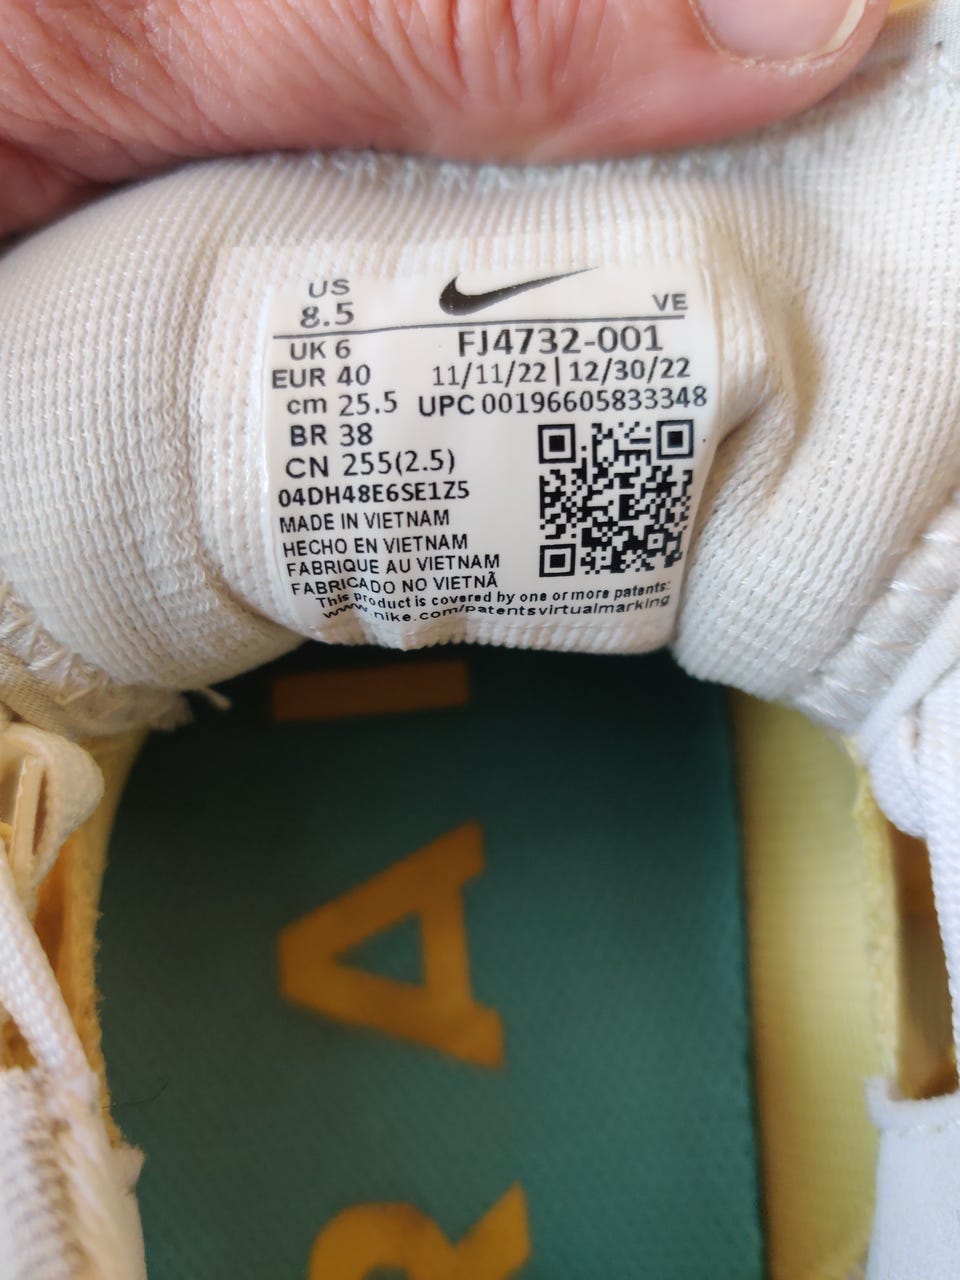 US
8.5
VE
UK 6
FJ4732-001
EUR 40
11/11/22 | 12/30/22
cm 25.5
UPC 00196605833348
BR 38
CN 255(2.5)
04DH48E6SE1Z5
MADE IN VIETNAM
HECHO EN VIETNAM
FABRIQUE AU VIETNAM
FABRICADO NO VIETNÃ
This product is covered by one or more patents:
www.nike.com/patentsvirtualmarking
RA